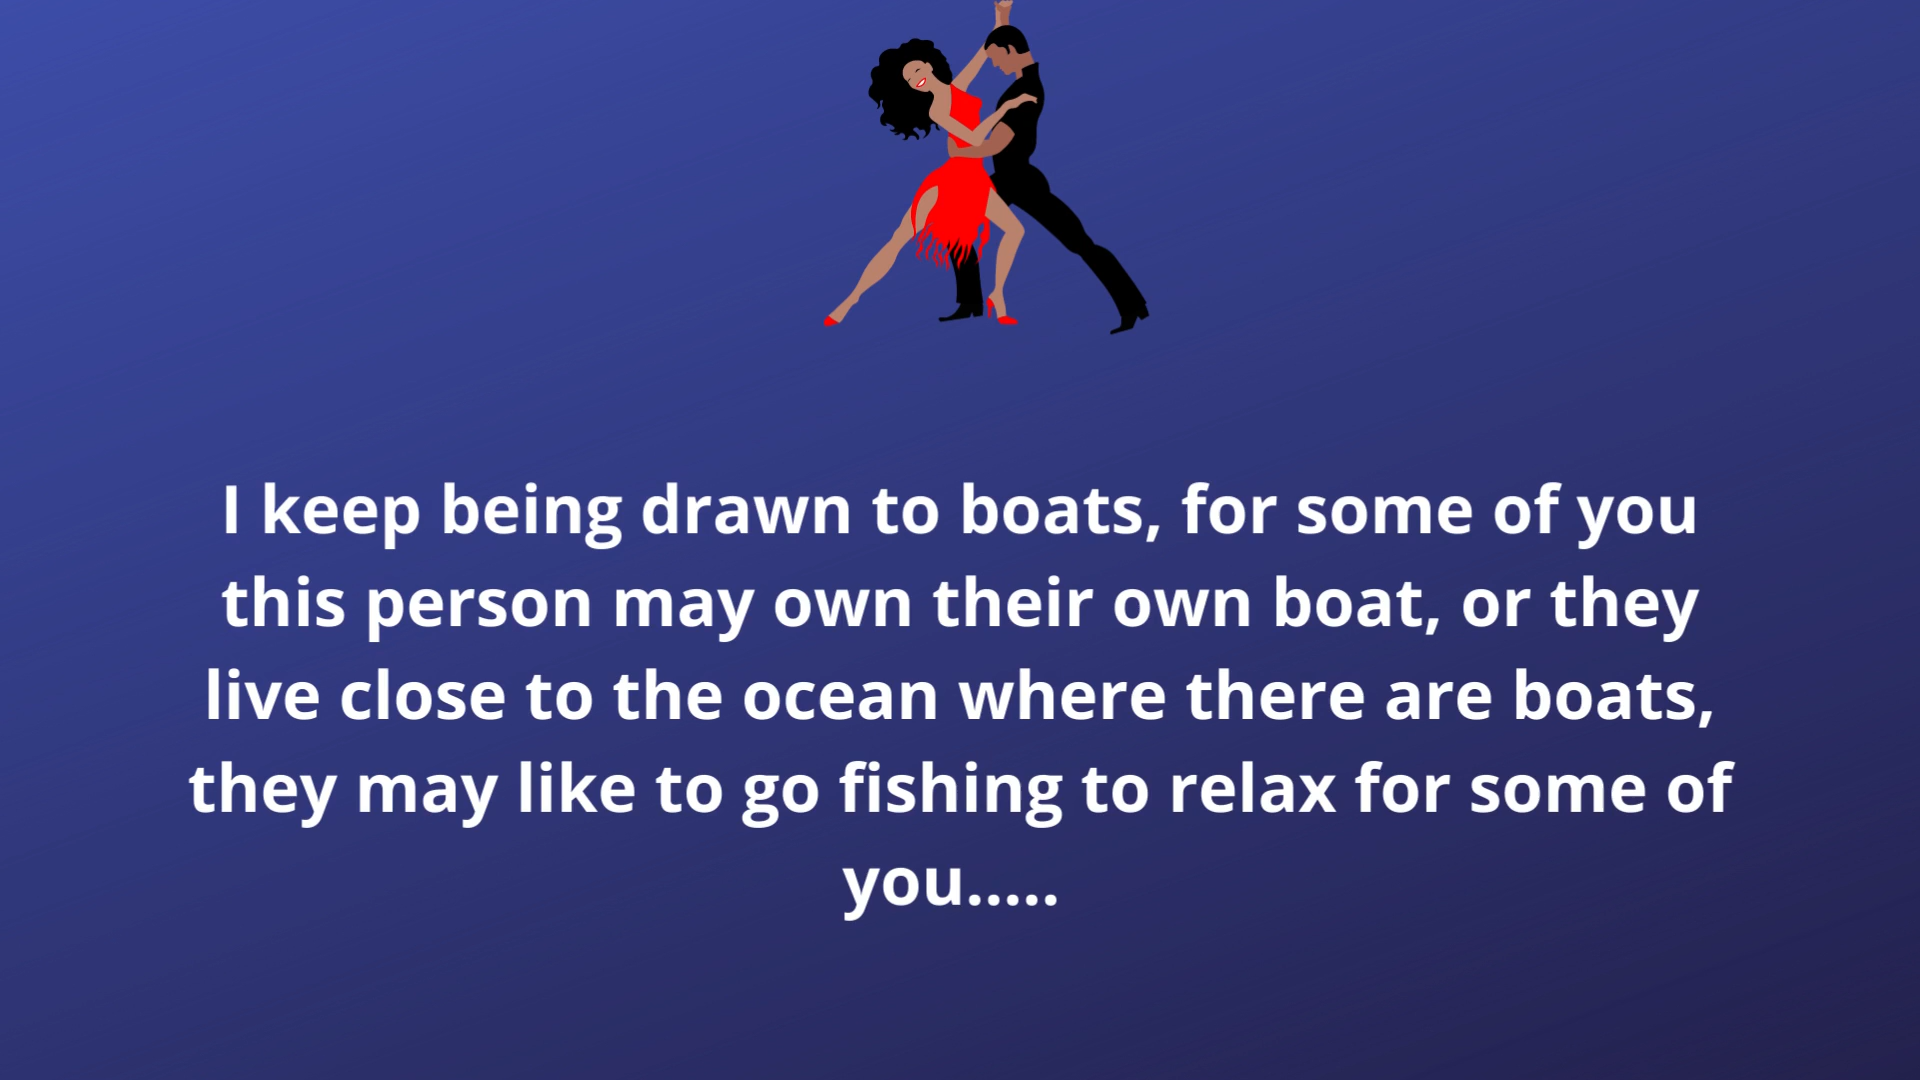 I keep being drawn to boats, for some of you
this person may own their own boat, or they
live close to the ocean where there are boats,
they may like to go fishing to relax for some of
you.....